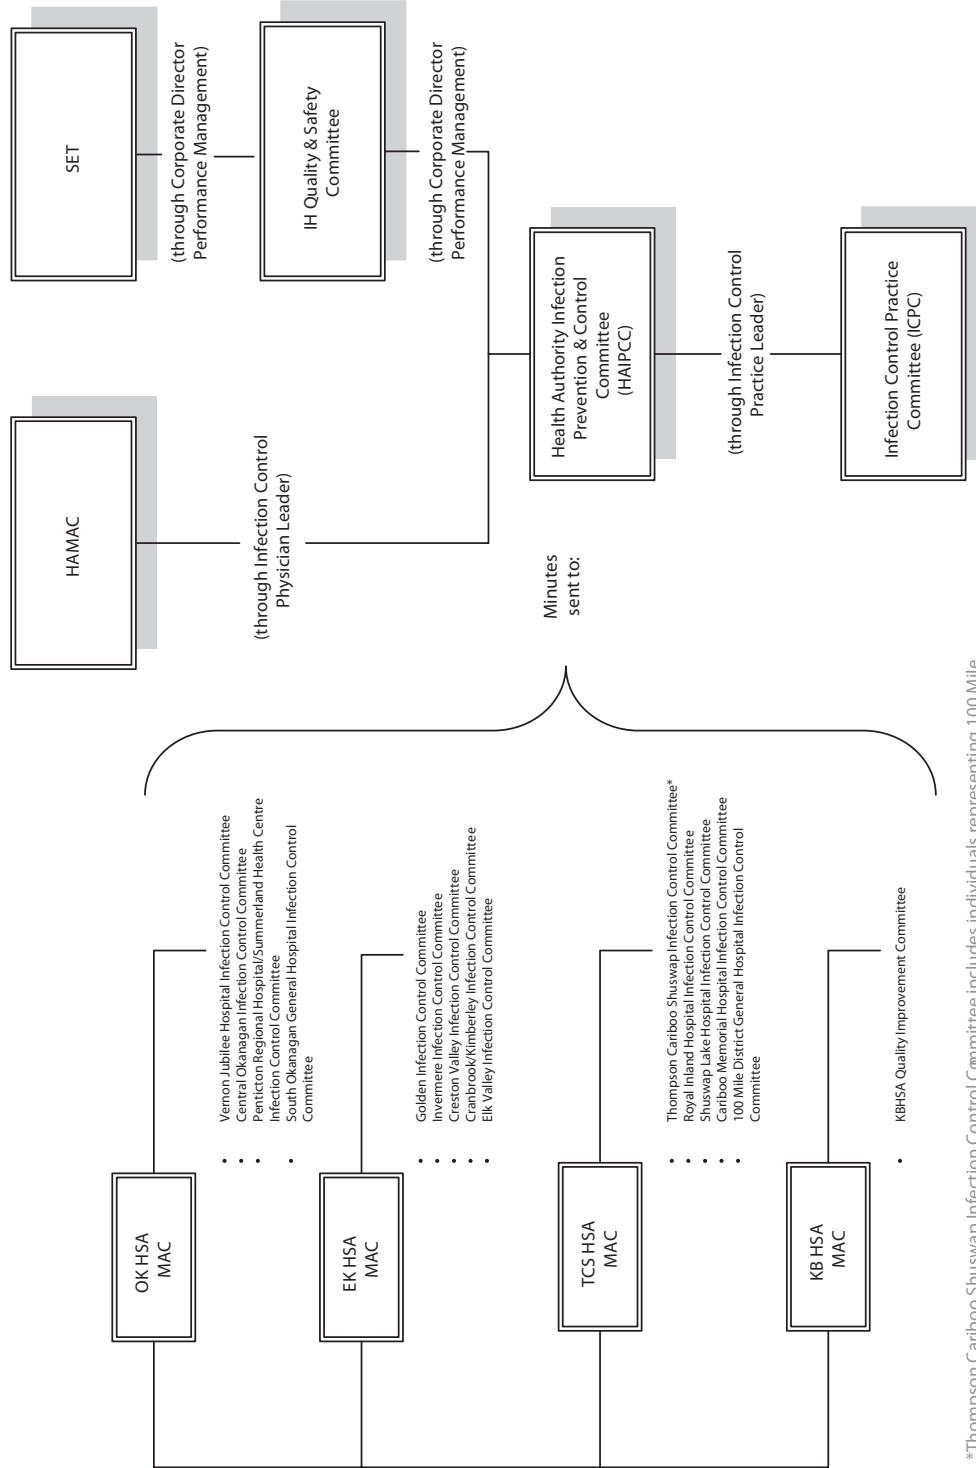 SET
(through Corporate Director
Performance Management)
IH Quality & Safety
Committee
(through Corporate Director
Performance Management)
HAMAC
(through Infection Control
Physician Leader)
Health Authority Infection
Prevention & Control
Committee
(HAIPCC)
(through Infection Control
Practice Leader)
Infection Control Practice
Committee (ICPC)
Minutes
sent to:
OK HSA
MAC
• Vernon Jubilee Hospital Infection Control Committee
• Central Okanagan Infection Control Committee
• Penticton Regional Hospital/Summerland Health Centre
Infection Control Committee
• South Okanagan General Hospital Infection Control
Committee
EK HSA
MAC
• Golden Infection Control Committee
• Invermere Infection Control Committee
• Creston Valley Infection Control Committee
• Cranbrook/Kimberley Infection Control Committee
• Elk Valley Infection Control Committee
TCS HSA
MAC
• Thompson Cariboo Shuswap Infection Control Committee*
• Royal Inland Hospital Infection Control Committee
• Shuswap Lake Hospital Infection Control Committee
• Cariboo Memorial Hospital Infection Control Committee
• 100 Mile District General Hospital Infection Control
Committee
KB HSA
MAC
• KBHSA Quality Improvement Committee
*Thompson Cariboo Shuswap Infection Control Committee includes individuals representing 100 Mile